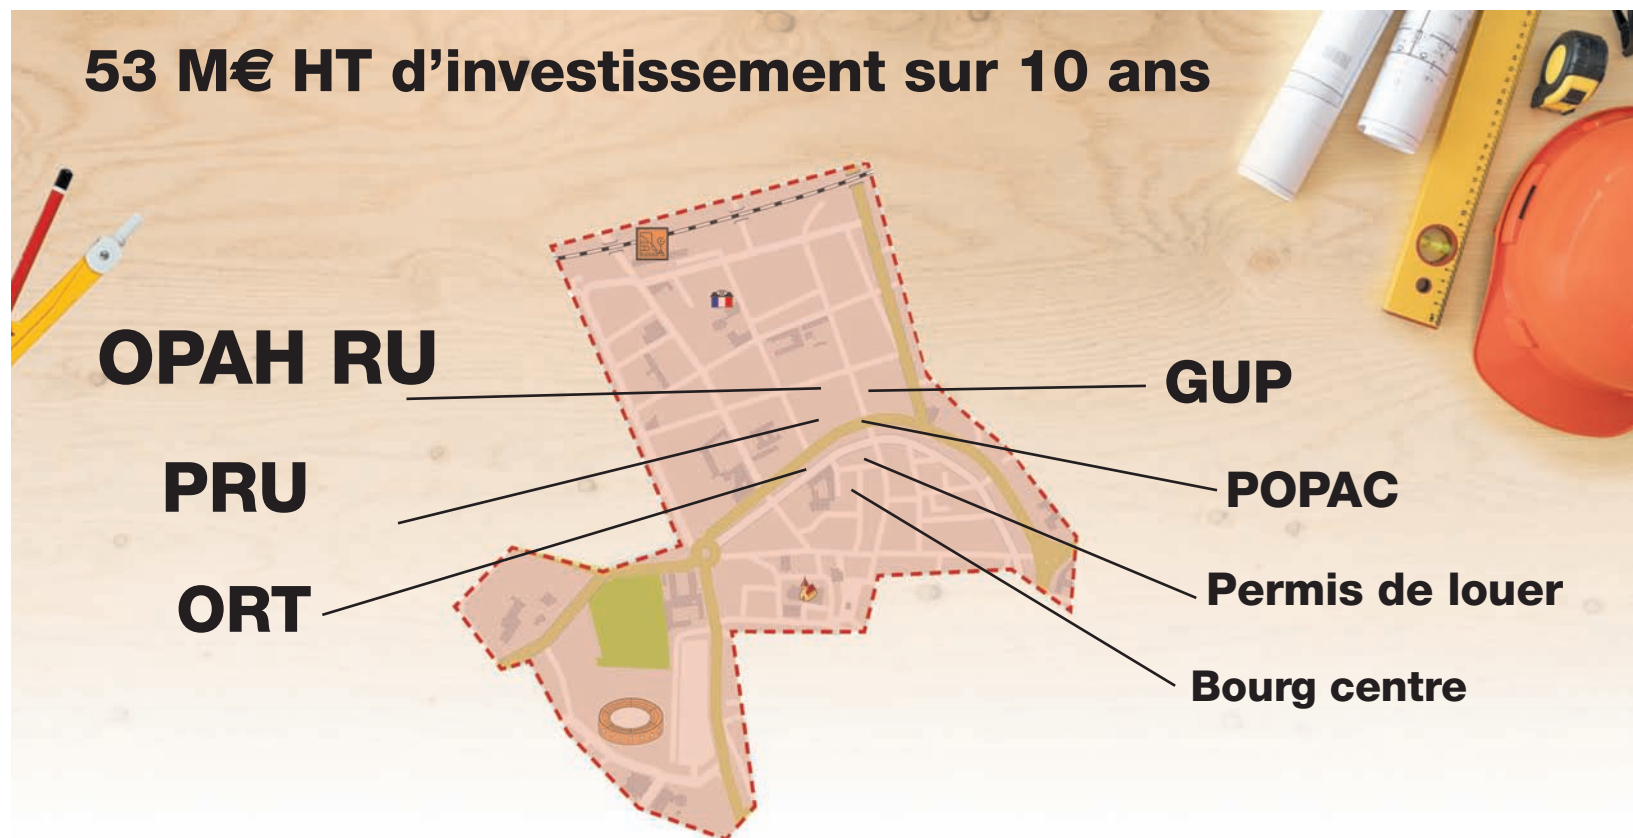 53 M€ HT d’investissement sur 10 ans
OPAH RU
PRU
ORT
GUP
POPAC
Permis de louer
Bourg centre